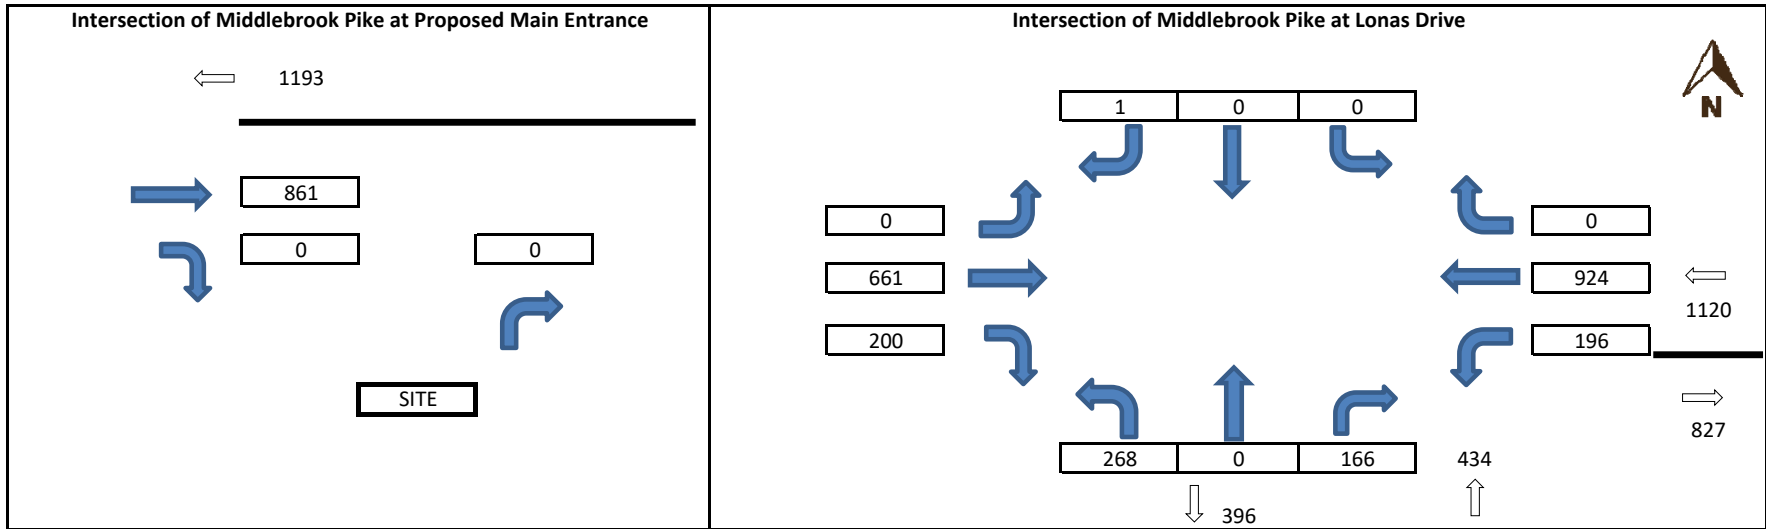 Intersection of Middlebrook Pike at Proposed Main Entrance
1193
861
0
0
SITE
Intersection of Middlebrook Pike at Lonas Drive
N
1 0 0
0
661
200
0
924
196
1120
827
268 0 166
434
396